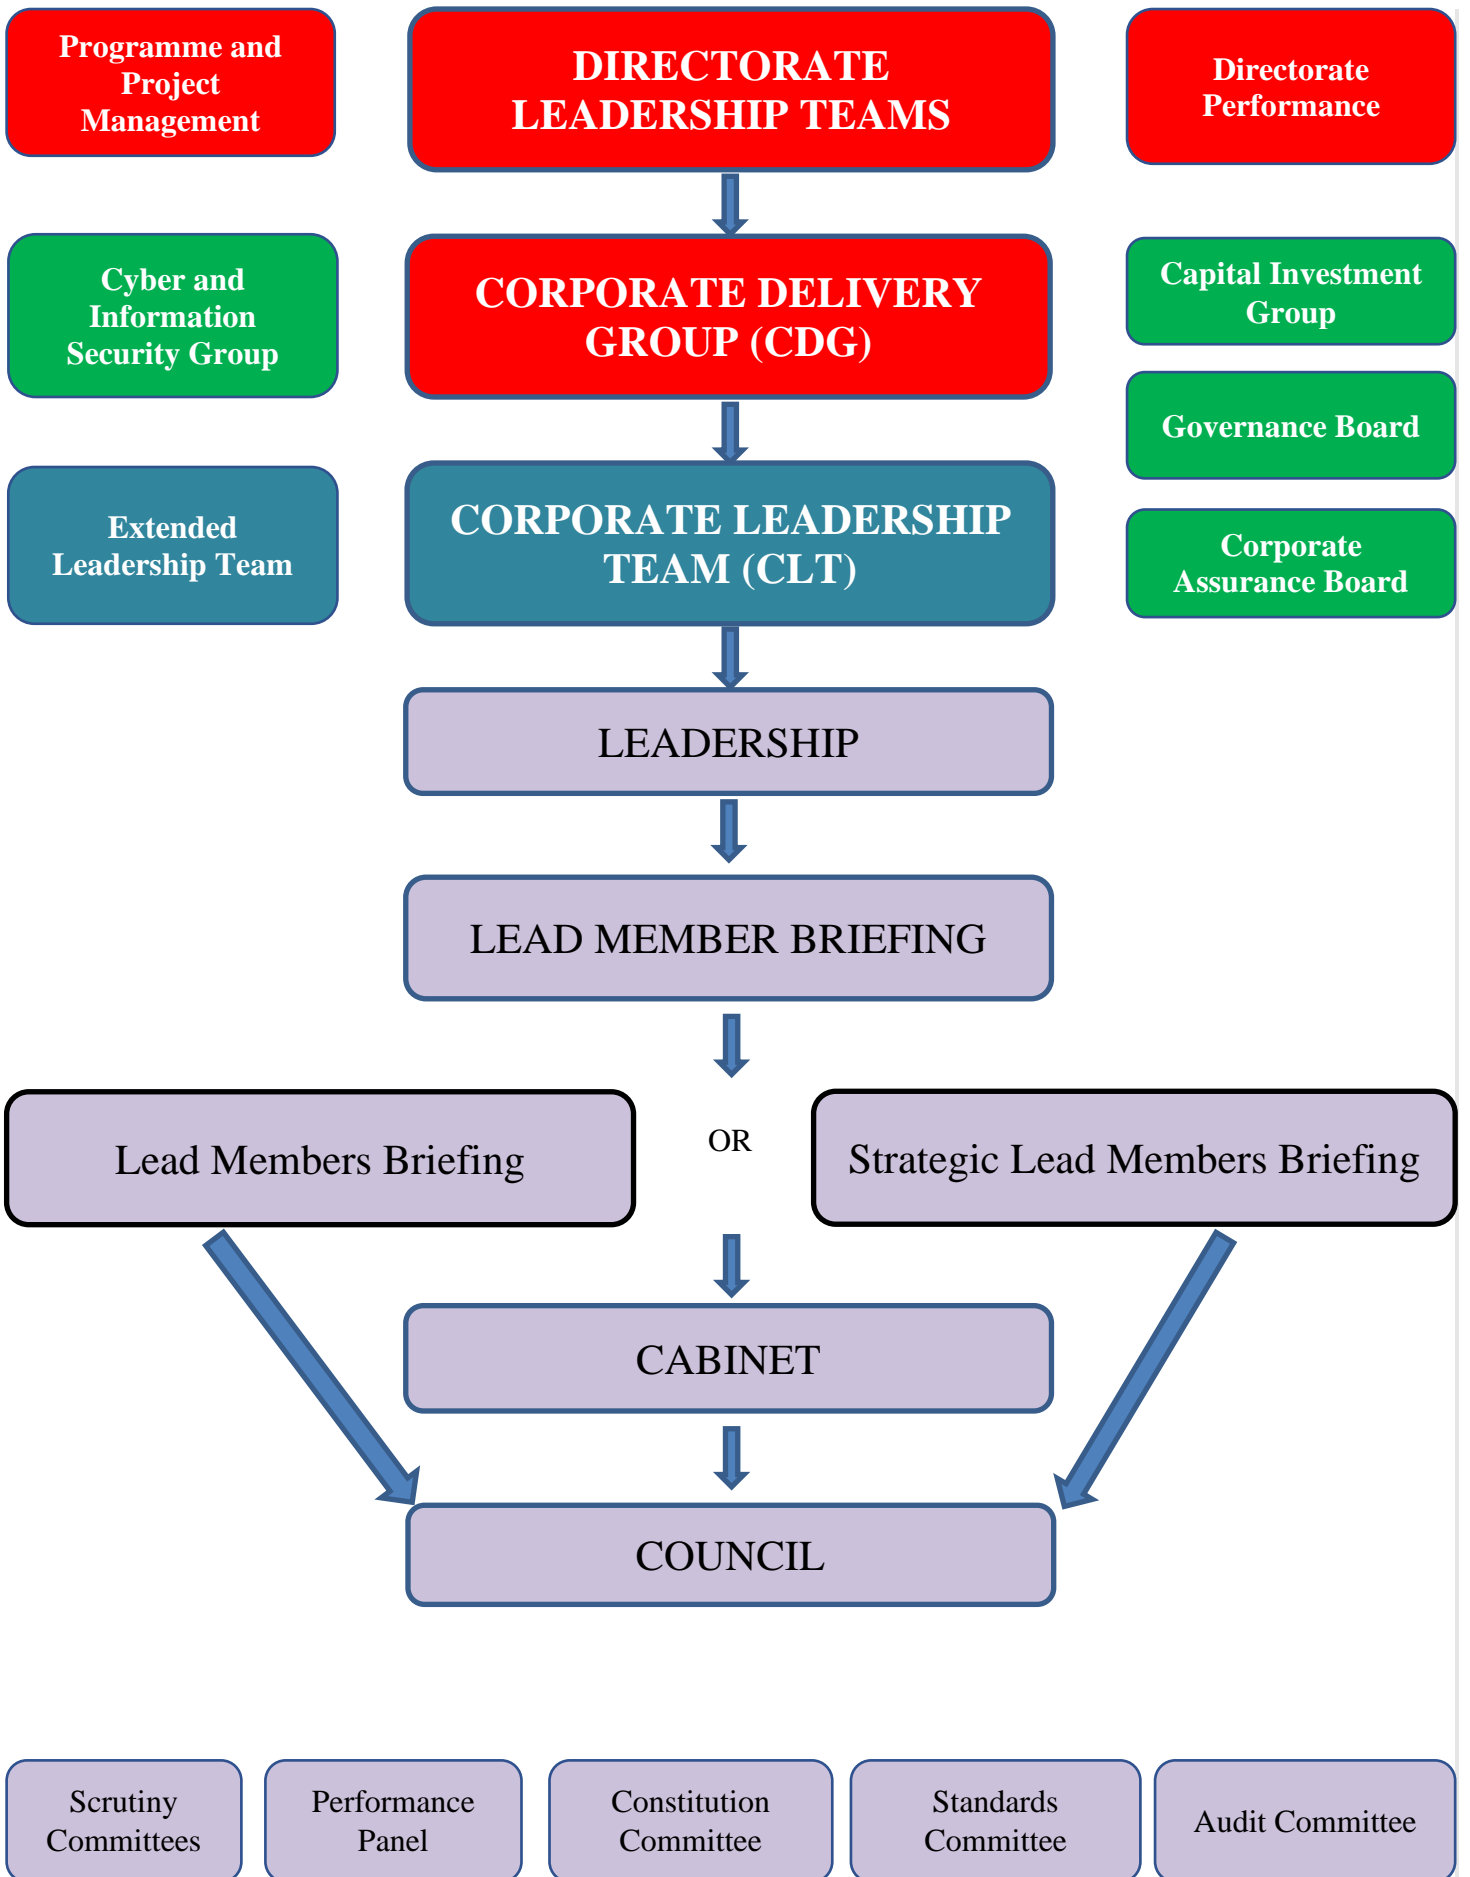 Programme and
Project
Management
DIRECTORATE
LEADERSHIP TEAMS
Directorate
Performance
Cyber and
Information
Security Group
CORPORATE DELIVERY
GROUP (CDG)
Capital Investment
Group
Governance Board
Extended
Leadership Team
CORPORATE LEADERSHIP
TEAM (CLT)
Corporate
Assurance Board
LEADERSHIP
LEAD MEMBER BRIEFING
Lead Members Briefing
OR
Strategic Lead Members Briefing
CABINET
COUNCIL
Scrutiny
Committees
Performance
Panel
Constitution
Committee
Standards
Committee
Audit Committee